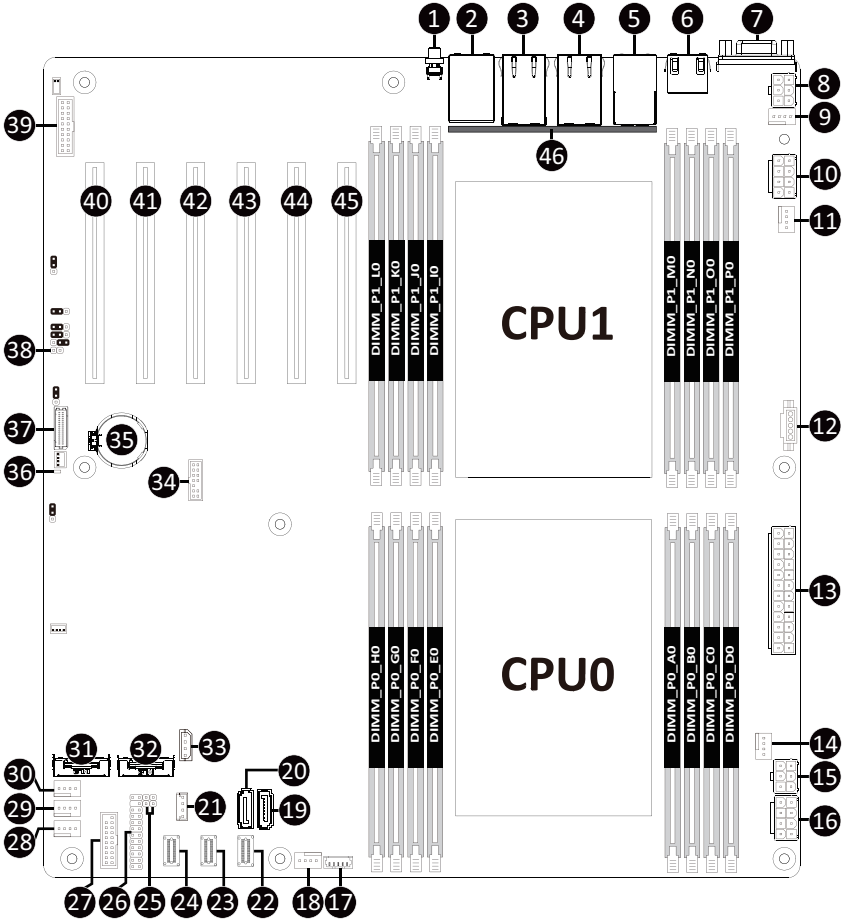 1 2 3 4 5 6 7
8
9
39
46
10
40 41 42 43 44 45
11
DIMM_P1_L0
DIMM_P1_K0
DIMM_P1_J0
DIMM_P1_I0
CPU1
DIMM_P1_M0
DIMM_P1_N0
DIMM_P1_O0
DIMM_P1_P0
38
37
35
12
36
34
13
DIMM_P0_H0
DIMM_P0_G0
DIMM_P0_F0
DIMM_P0_E0
CPU0
DIMM_P0_A0
DIMM_P0_B0
DIMM_P0_C0
DIMM_P0_D0
31 32 33
14
30
20
15
29
21
19
28
16
27 26 25 24 23 22 18 17